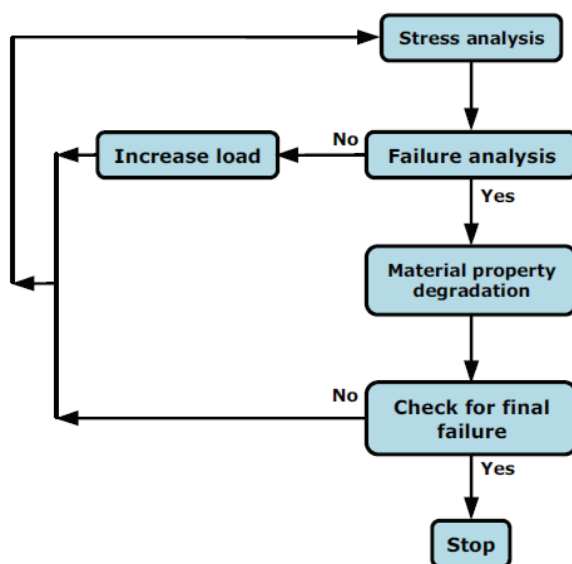 Stress analysis
No
Increase load
Failure analysis
Yes
Material property
degradation
No
Check for final
failure
Yes
Stop